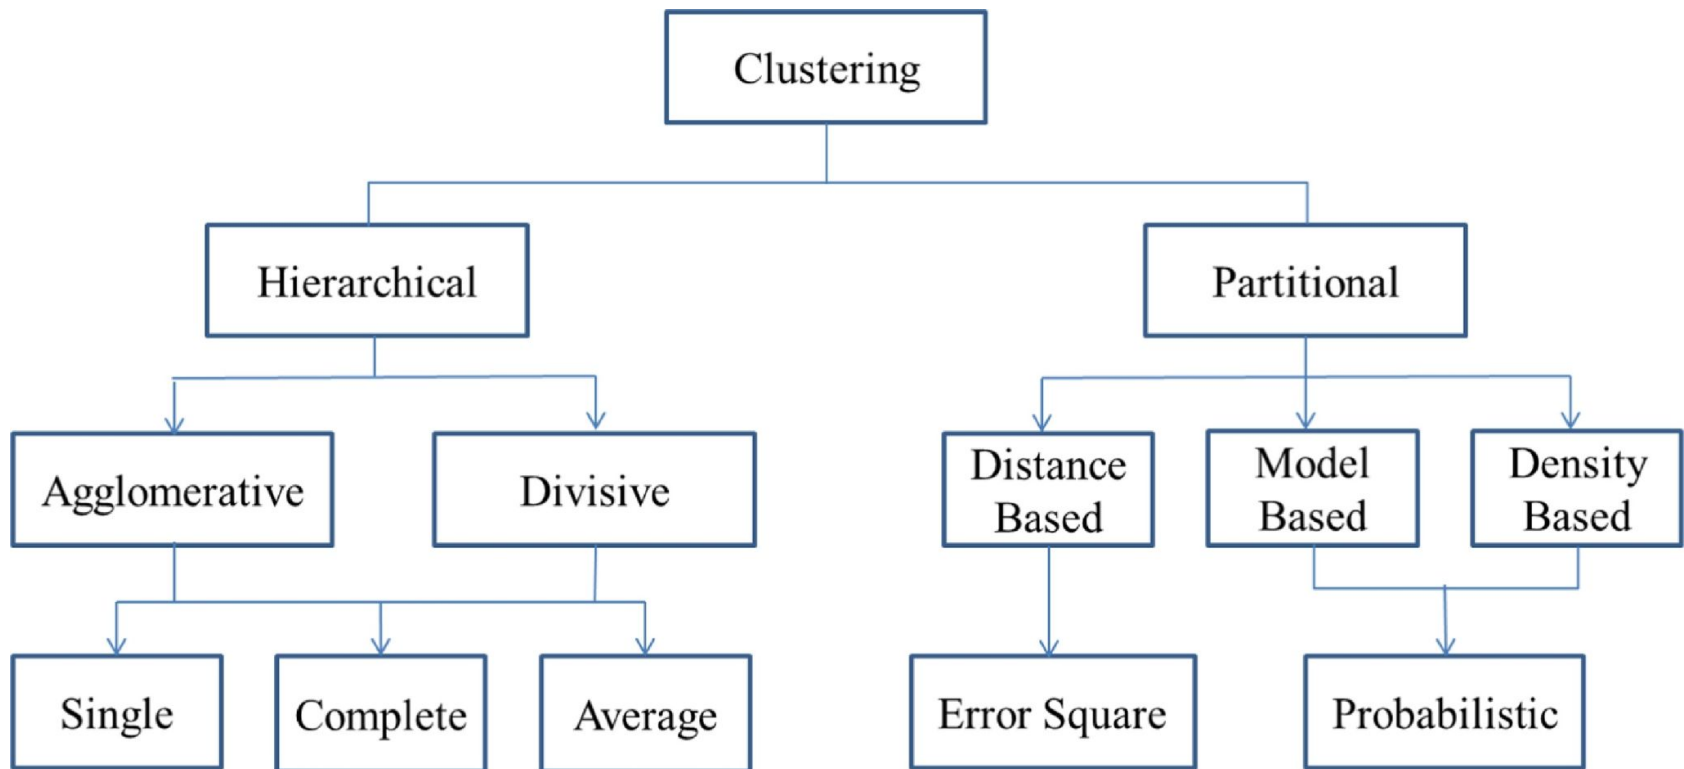 Clustering
Hierarchical
Partitional
Agglomerative
Divisive
Distance
Based
Model
Based
Density
Based
Single
Complete
Average
Error Square
Probabilistic